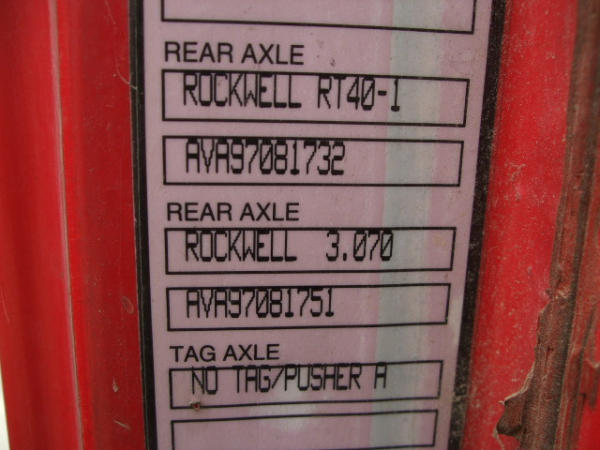 REAR AXLE
ROCKWELL RT40-1
AVA97081732
REAR AXLE
ROCKWELL 3.070
AVA97081751
TAG AXLE
NO TAG/PUSHER A